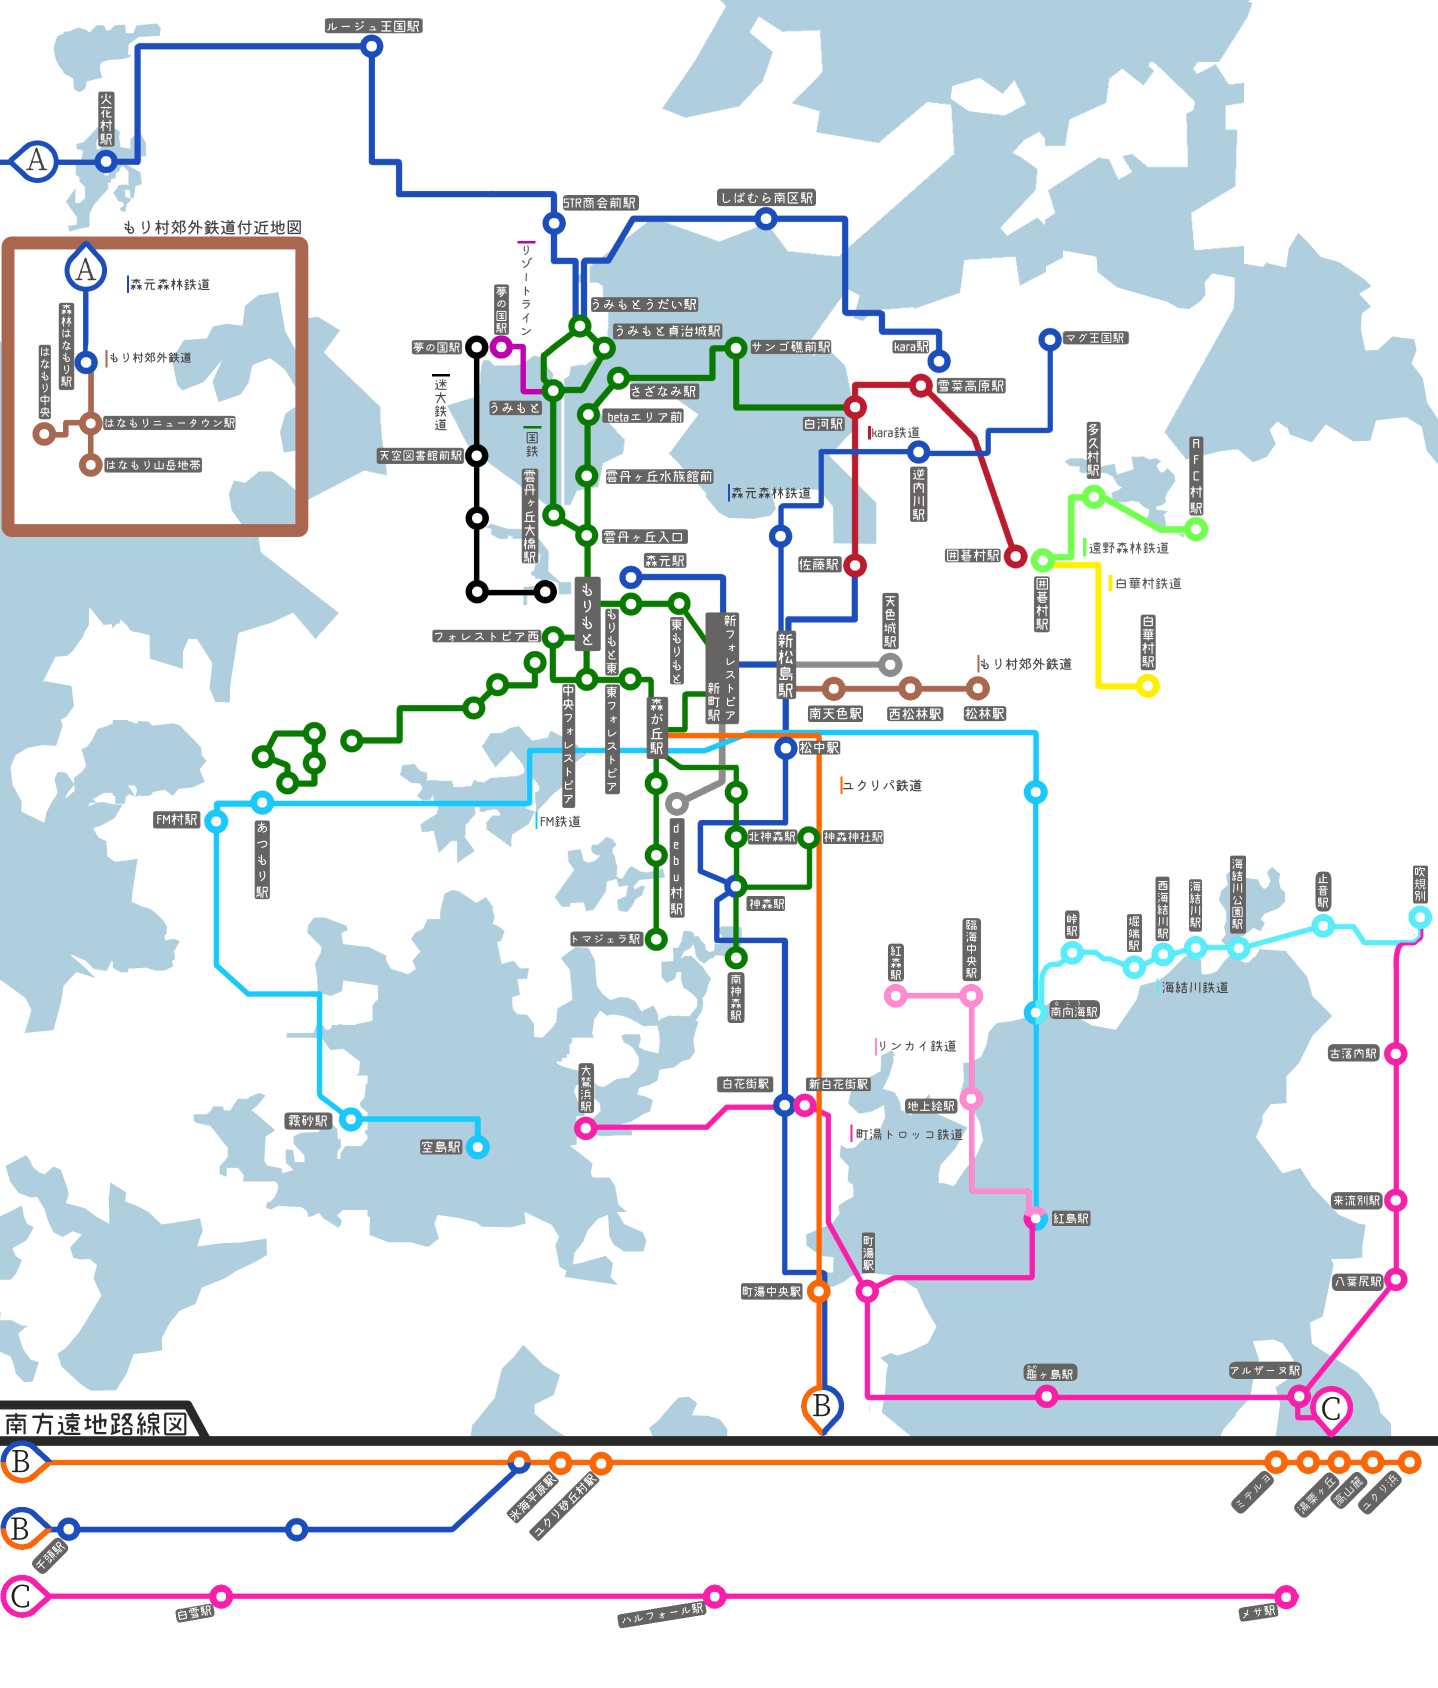 ルージュ王国駅
火花村駅
A
もり村郊外鉄道付近地図
A
森元森林鉄道
森林はなもり駅
はなもり中央
もり村郊外鉄道
はなもりニュータウン駅
はなもり山岳地帯
STR商会前駅
しばむら南区駅
リゾートライン
夢の国駅
夢の国駅
うみもとうだい駅
うみもと貞治城駅
サンゴ礁前駅
kara駅
マグ王国駅
迷大鉄道
さざなみ駅
雪菜高原駅
うみもと
betaエリア前
白河駅
kara鉄道
国鉄
天空図書館前駅
雲丹ヶ丘大橋駅
雲丹ヶ丘水族館前
森元森林鉄道
逆内川駅
多久村駅
AFC村駅
雲丹ヶ丘入口
遠野森林鉄道
囲碁村駅
囲碁村駅
白華村鉄道
白華村駅
森元駅
佐藤駅
天色城駅
もりもと
もりもと東
東もりもと
新フォレストピア
新町駅
新松島駅
フォレストピア西
もり村郊外鉄道
南天色駅
西松林駅
松林駅
中央フォレストピア
東フォレストピア
森が丘駅
松中駅
ユクリパ鉄道
FM村駅
あつもり駅
FM鉄道
debu村駅
北神森駅
神森神社駅
神森駅
トマジェラ駅
南神森駅
紅森駅
臨海中央駅
峠駅
堀端駅
西海結川駅
海結川駅
海結川公園駅
止音駅
吹規別
海結川鉄道
南向海駅
リンカイ鉄道
古落内駅
大鷲浜駅
白花街駅
新白花街駅
地上絵駅
町湯トロッコ鉄道
霧砂駅
空島駅
紅島駅
来流別駅
町湯駅
町湯中央駅
八葉尻駅
龜ヶ島駅
アルザーヌ駅
B
C
南方遠地路線図
B
氷海平原駅
ユクリ砂丘村駅
ミテルヨ
湯栗ヶ丘
高山麓
ユクリ浜
B
千頭駅
C
白雪駅
ハルフォール駅
メサ駅